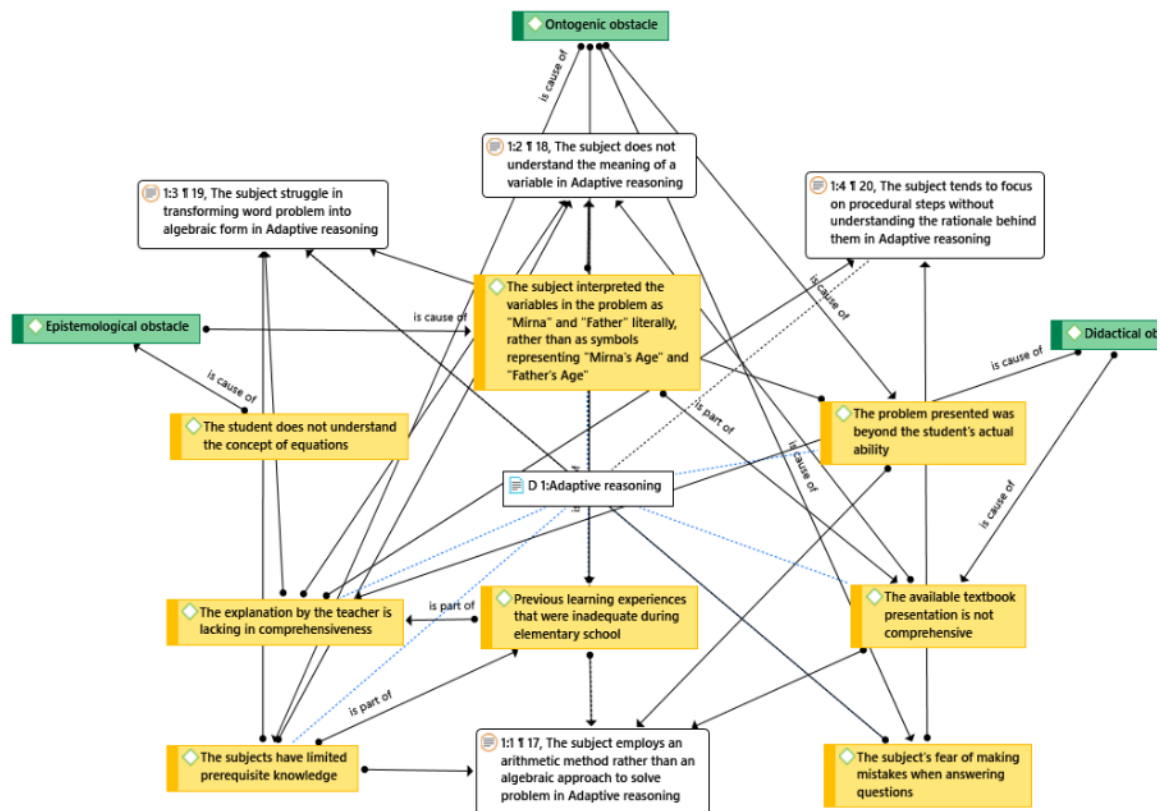 Ontogenic obstacle
is cause of
1:2 ¶ 18, The subject does not
understand the meaning of a
variable in Adaptive reasoning
1:3 ¶ 19, The subject struggle in
transforming word problem into
algebraic form in Adaptive reasoning
1:4 ¶ 20, The subject tends to focus
on procedural steps without
understanding the rationale behind
them in Adaptive reasoning
The subject interpreted the
variables in the problem as
"Mirna" and "Father" literally,
rather than as symbols
representing "Mirna's Age" and
"Father's Age"
is cause of
Epistemological obstacle
is cause of
Didactical ob
is cause of
is cause of
The student does not understand
the concept of equations
is part of
The problem presented was
beyond the student's actual
ability
is cause of
D 1:Adaptive reasoning
is cause of
The explanation by the teacher is
lacking in comprehensiveness
is part of
Previous learning experiences
that were inadequate during
elementary school
The available textbook
presentation is not
comprehensive
is part of
The subjects have limited
prerequisite knowledge
1:1 ¶ 17, The subject employs an
arithmetic method rather than an
algebraic approach to solve
problem in Adaptive reasoning
The subject's fear of making
mistakes when answering
questions